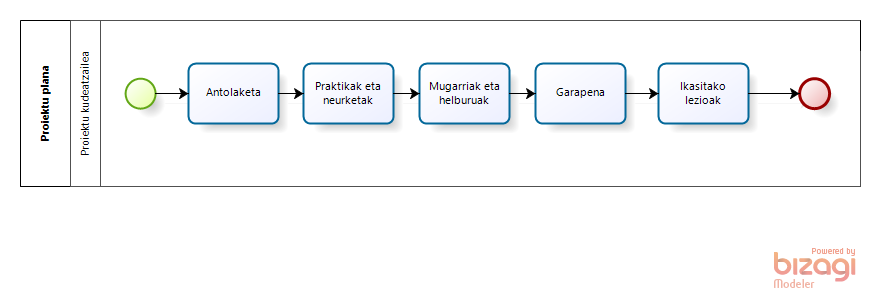 Proiektu plana
Proiektu kudeatzailea
Antolaketa
Praktikak eta
neurketak
Mugarriak eta
helburuak
Garapena
Ikasitako
lezioak
Powered by
bizagi
Modeler